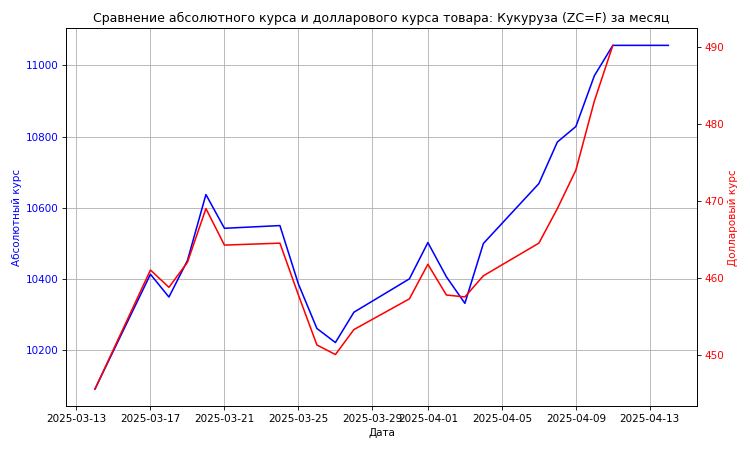 Сравнение абсолютного курса и долларового курса товара: Кукуруза (ZC=F) за месяц
Абсолютный курс
11000
10800
10600
10400
10200
490
480
470
460
450
Долларовый курс
2025-03-13 2025-03-17 2025-03-21 2025-03-25 2025-03-29 2025-04-01 2025-04-05 2025-04-09 2025-04-13
Дата